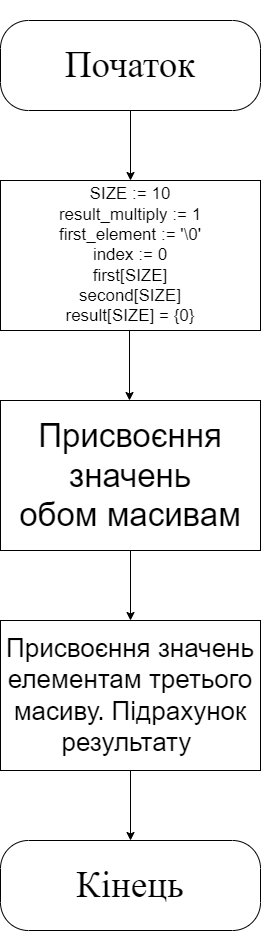 Початок
SIZE := 10
result_multiply := 1
first_element := '\0'
index := 0
first[SIZE]
second[SIZE]
result[SIZE] = {0}
Присвоєння
значень
обом масивам
Присвоєння значень
елементам третього
масиву. Підрахунок
результату
Кінець